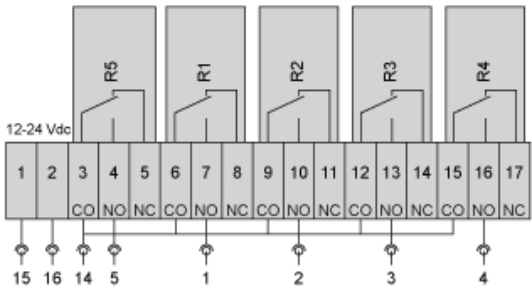 R5 R1 R2 R3 R4
12-24 Vdc
1 2 3 4 5 6 7 8 9 10 11 12 13 14 15 16 17
CO NO NC CO NO NC CO NO NC CO NO NC CO NO NC
15 16 14 5 1 2 3 4